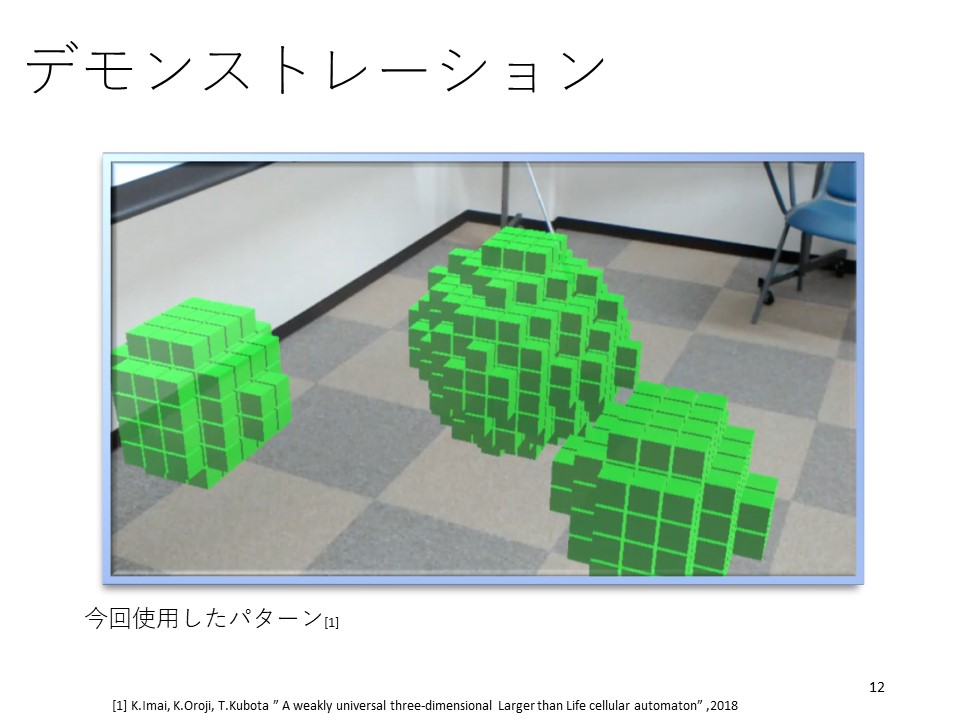 デモンストレーション
今回使用したパターン[1]
12
[1] K.Imai, K.Oroji, T.Kubota ” A weakly universal three-dimensional Larger than Life cellular automaton” ,2018